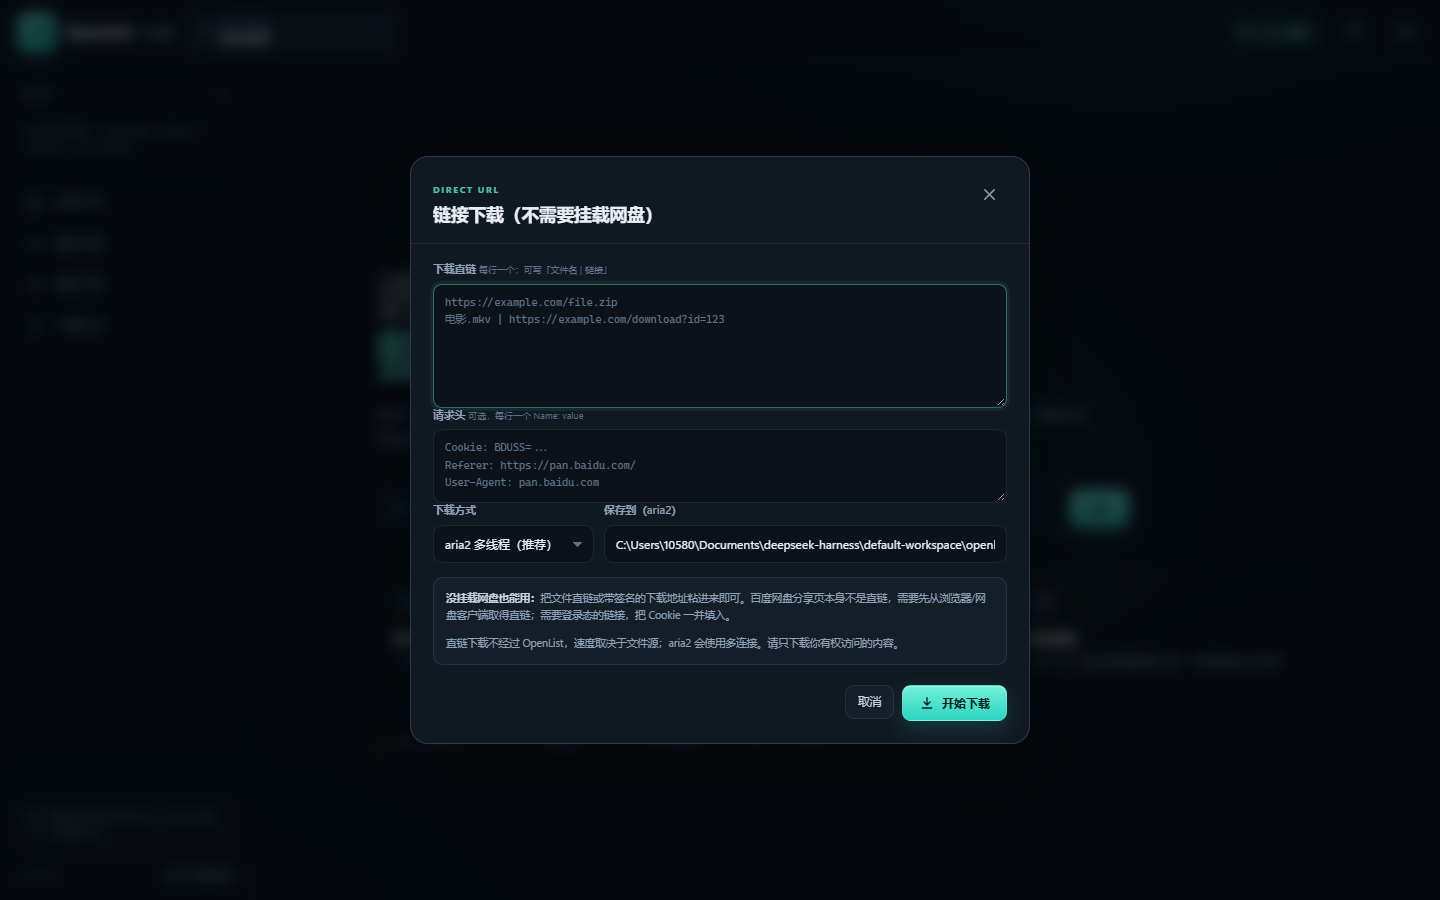 DIRECT URL
链接下载（不需要挂载网盘）
下载直链 每行一个；可写「文件名 | 链接」
https://example.com/file.zip
电影.mkv | https://example.com/download?id=123
请求头 可选，每行一个 Name: value
Cookie: BDUSS=...
Referer: https://pan.baidu.com/
User-Agent: pan.baidu.com
下载方式
保存到（aria2）
aria2 多线程（推荐）
C:\Users\10580\Documents\deepseek-harness\default-workspace\openl
没挂载网盘也能用：把文件直链或带签名的下载地址粘进来即可。百度网盘分享页本身不是直链，需要先从浏览器/网
盘客户端取得直链；需要登录态的链接，把 Cookie 一并填入。
直链下载不经过 OpenList，速度取决于文件源；aria2 会使用多连接。请只下载你有权访问的内容。
取消
开始下载